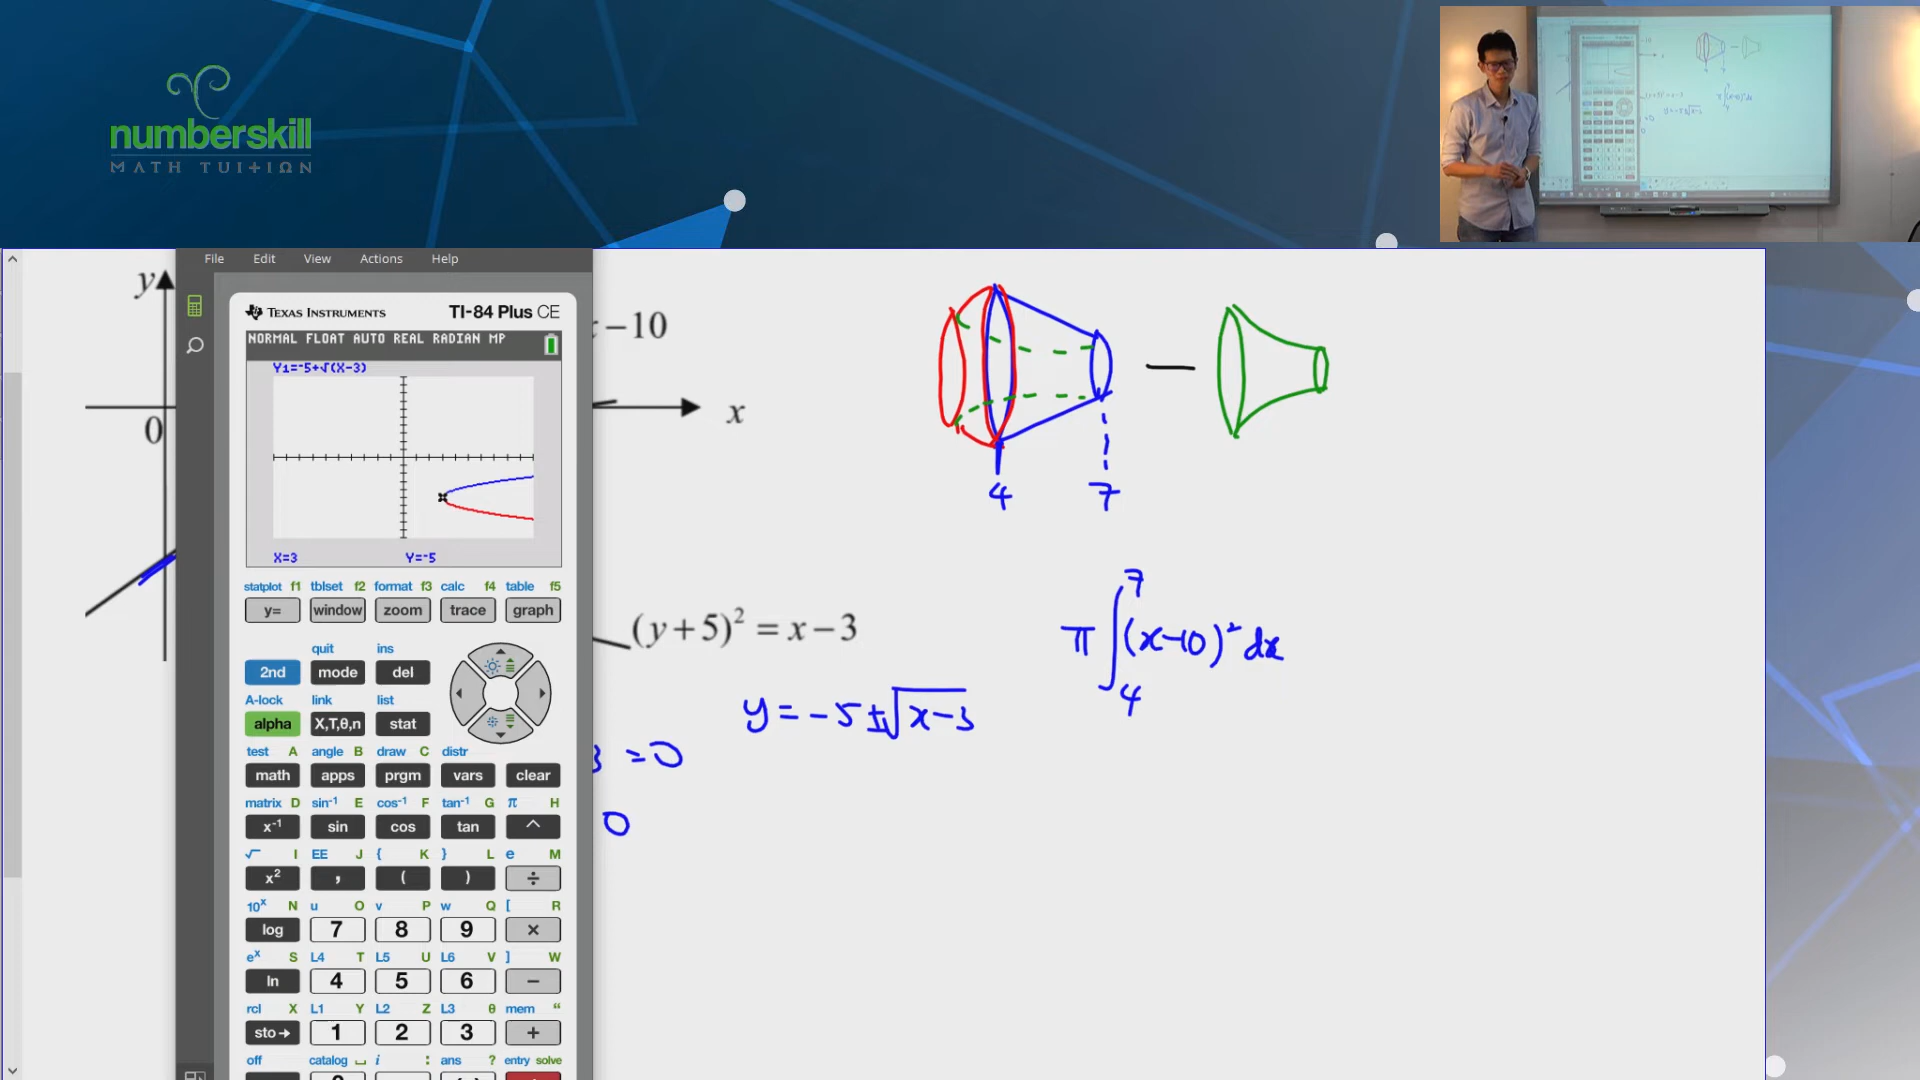 numberskill
MATH TUITION
File Edit View Actions Help
TEXAS INSTRUMENTS TI-84 Plus CE
NORMAL FLOAT AUTO REAL RADIAN MP
Y1=-5+√(X-3)
X=3 Y=-5
statplot f1 tblset f2 format f3 calc f4 table f5
y= window zoom trace graph
quit ins
2nd mode del
A-lock link list
alpha X,T,θ,n stat
test A angle B draw C distr
math apps prgm vars clear
matrix D sin⁻¹ E cos⁻¹ F tan⁻¹ G π H
x⁻¹ sin cos tan ^
√ I EE J { K } L e M
x² , ( ) ÷
10ˣ N u O v P w Q [ R
log 7 8 9 ×
eˣ S L4 T L5 U L6 V ] W
ln 4 5 6 −
rcl X L1 Y L2 Z L3 θ mem "
sto→ 1 2 3 +
off catalog ⎵ i : ans ? entry solve
y
−10
0
x
(y+5)² = x−3
y = −5 ± √(x−3)
3 = 0
0
4 7
π ∫₄⁷ (x−10)² dx